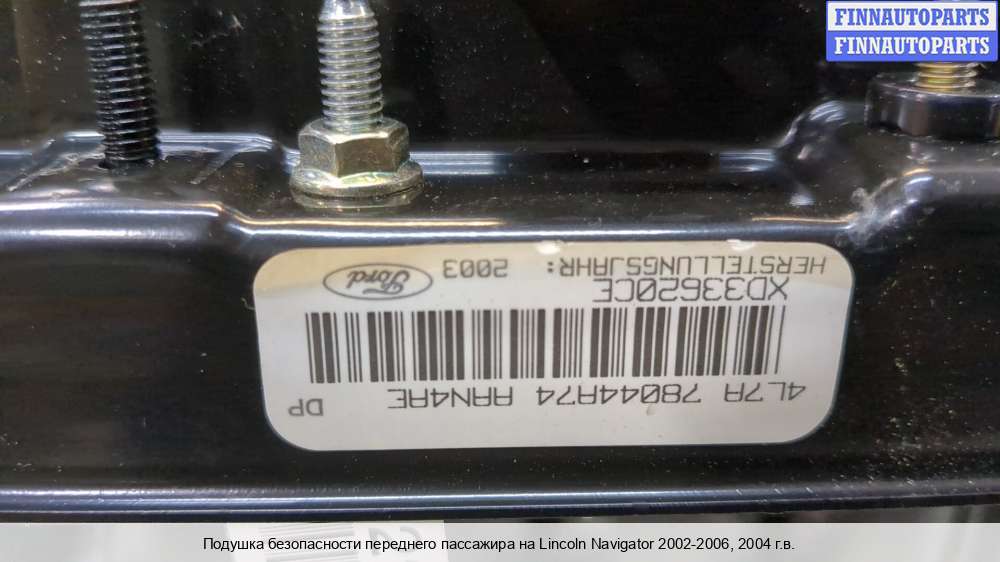 FINNAUTOPARTS
FINNAUTOPARTS
4L7A 78044A74 AAN4AE
DP
XD33620CE
HERSTELLUNGSJAHR: 2003
Ford
Подушка безопасности переднего пассажира на Lincoln Navigator 2002-2006, 2004 г.в.